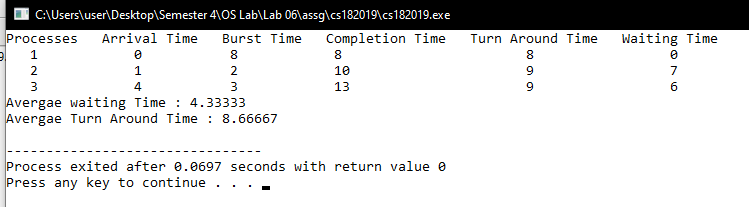 C:\Users\user\Desktop\Semester 4\OS Lab\Lab 06\assg\cs182019\cs182019.exe
Processes Arrival Time Burst Time Completion Time Turn Around Time Waiting Time
1 0 8 8 8 0
2 1 2 10 9 7
3 4 3 13 9 6
Avergae waiting Time : 4.33333
Avergae Turn Around Time : 8.66667
--------------------------------
Process exited after 0.0697 seconds with return value 0
Press any key to continue . . .